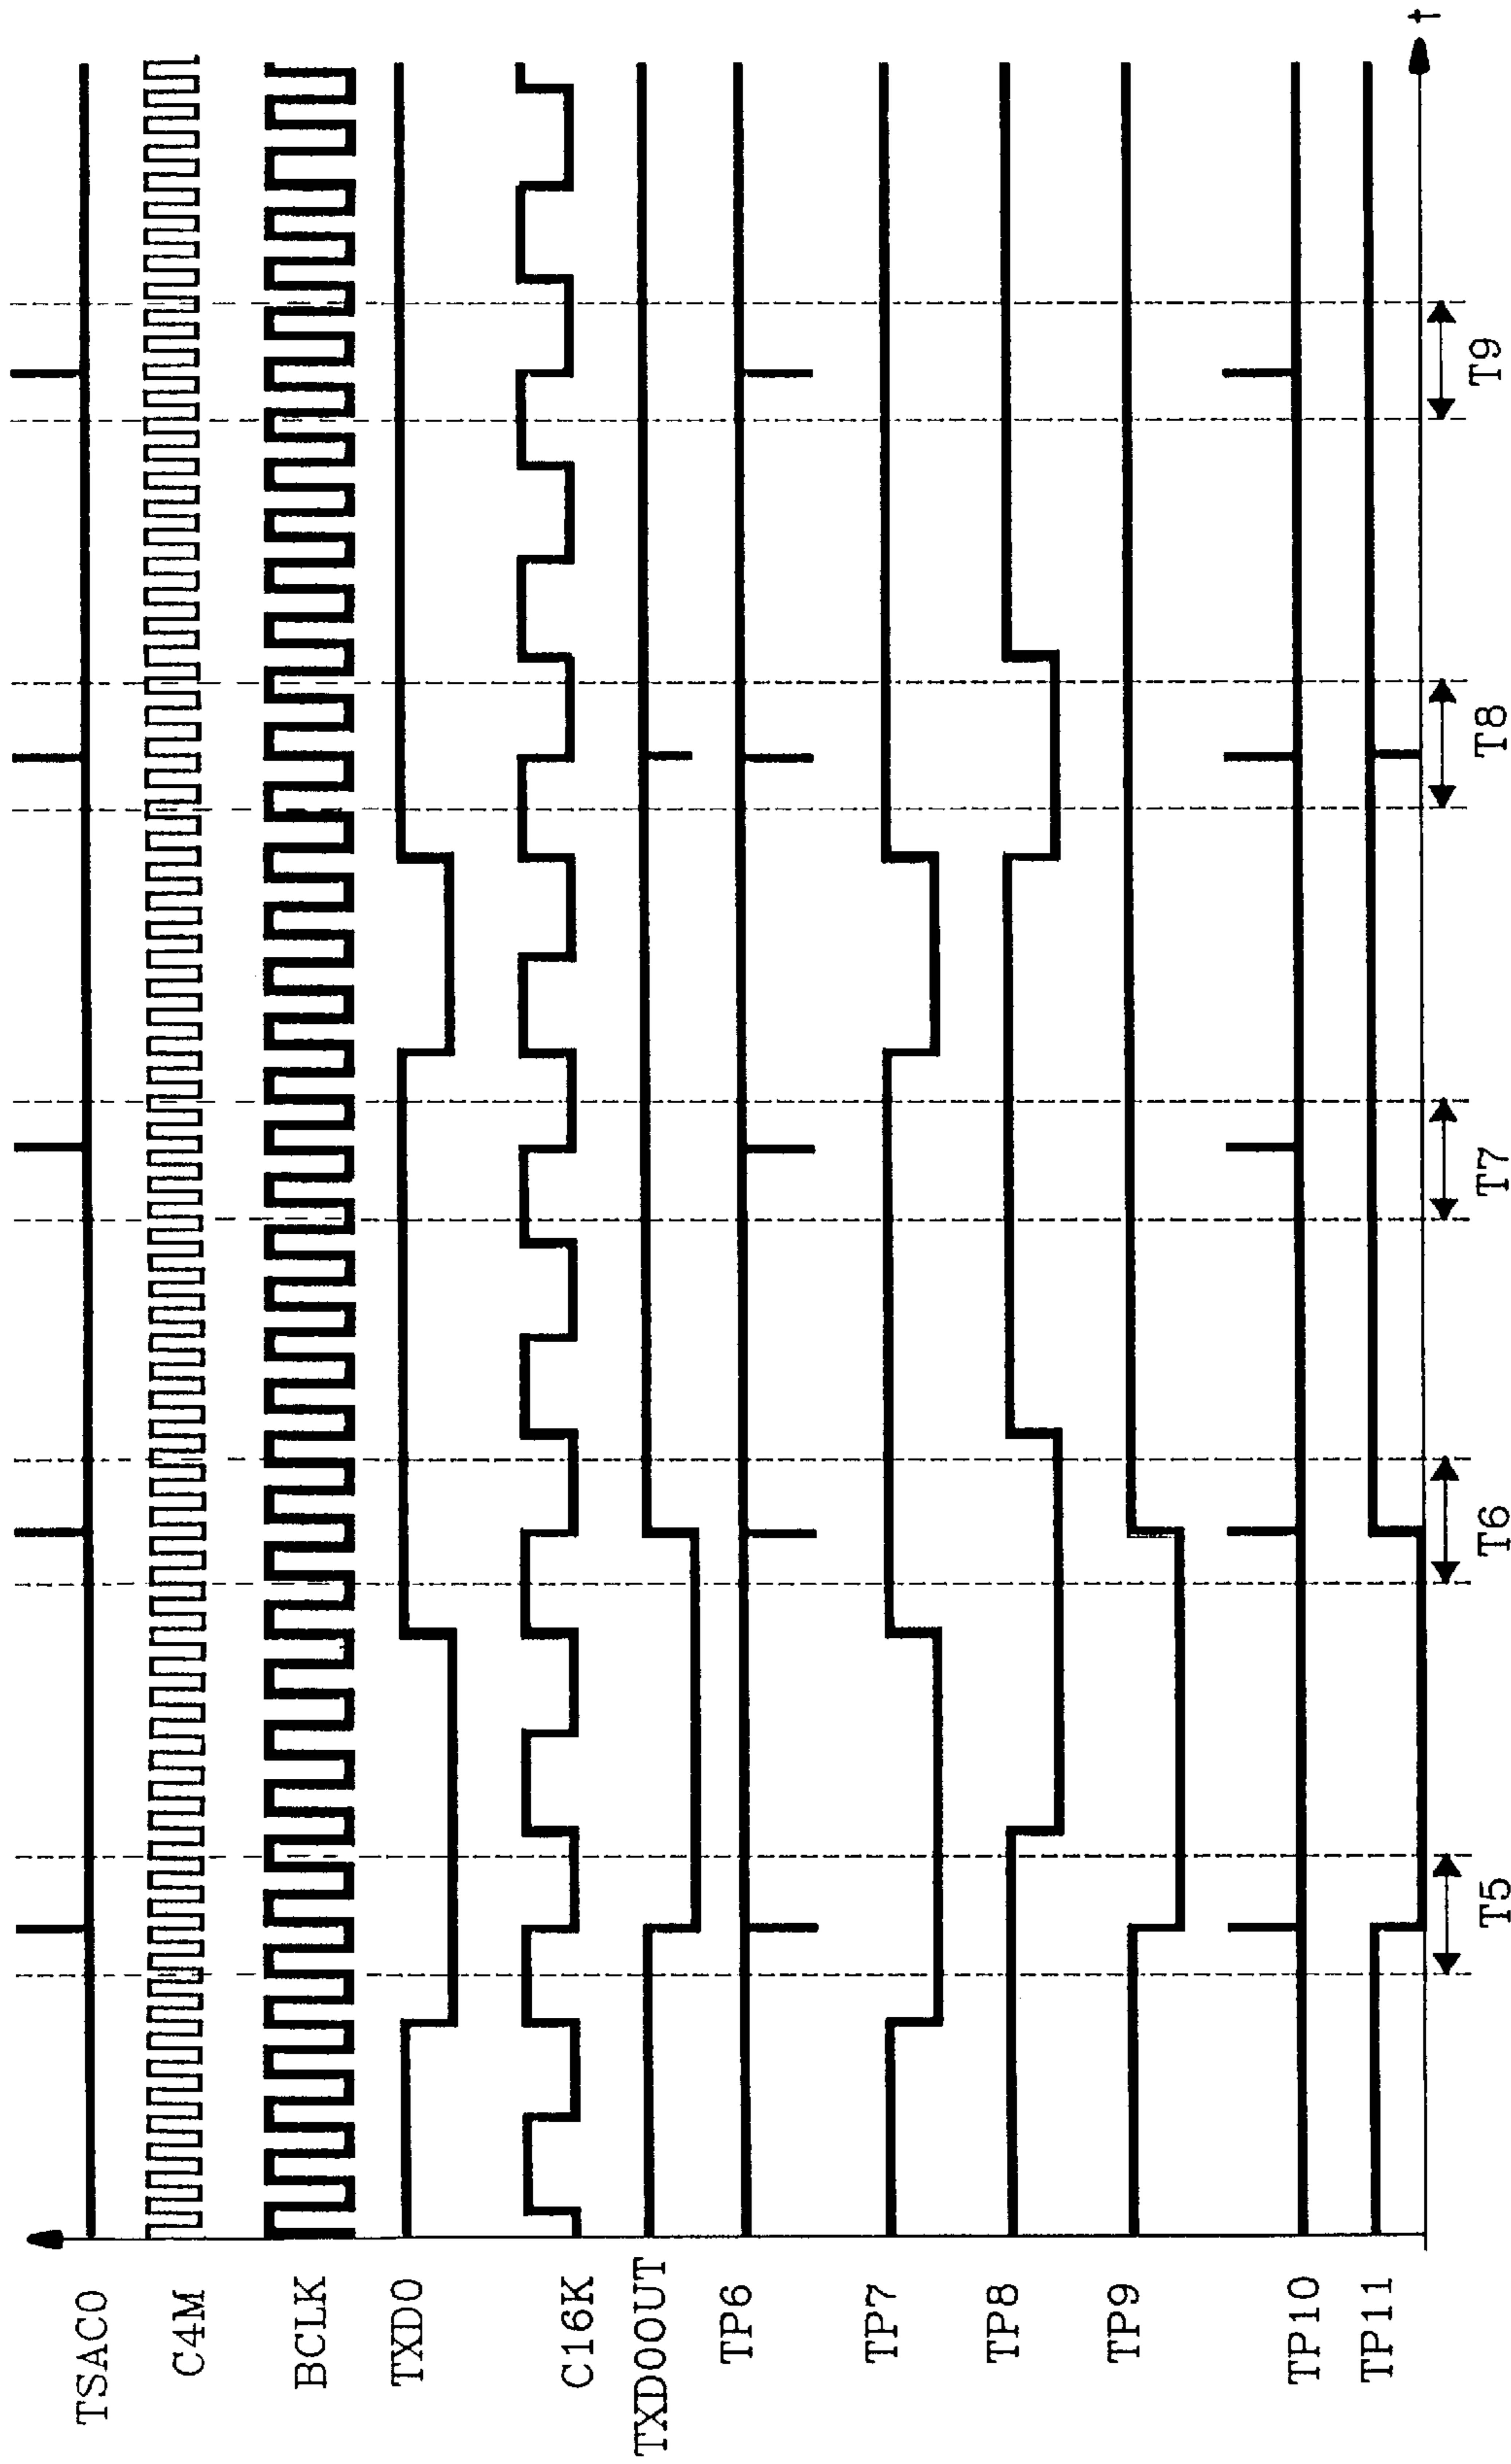 TSAC0
C4M
BCLK
TXD0
C16K
TXD0OUT
TP6
TP7
TP8
TP9
TP10
TP11
T5
T6
T7
T8
T9
t